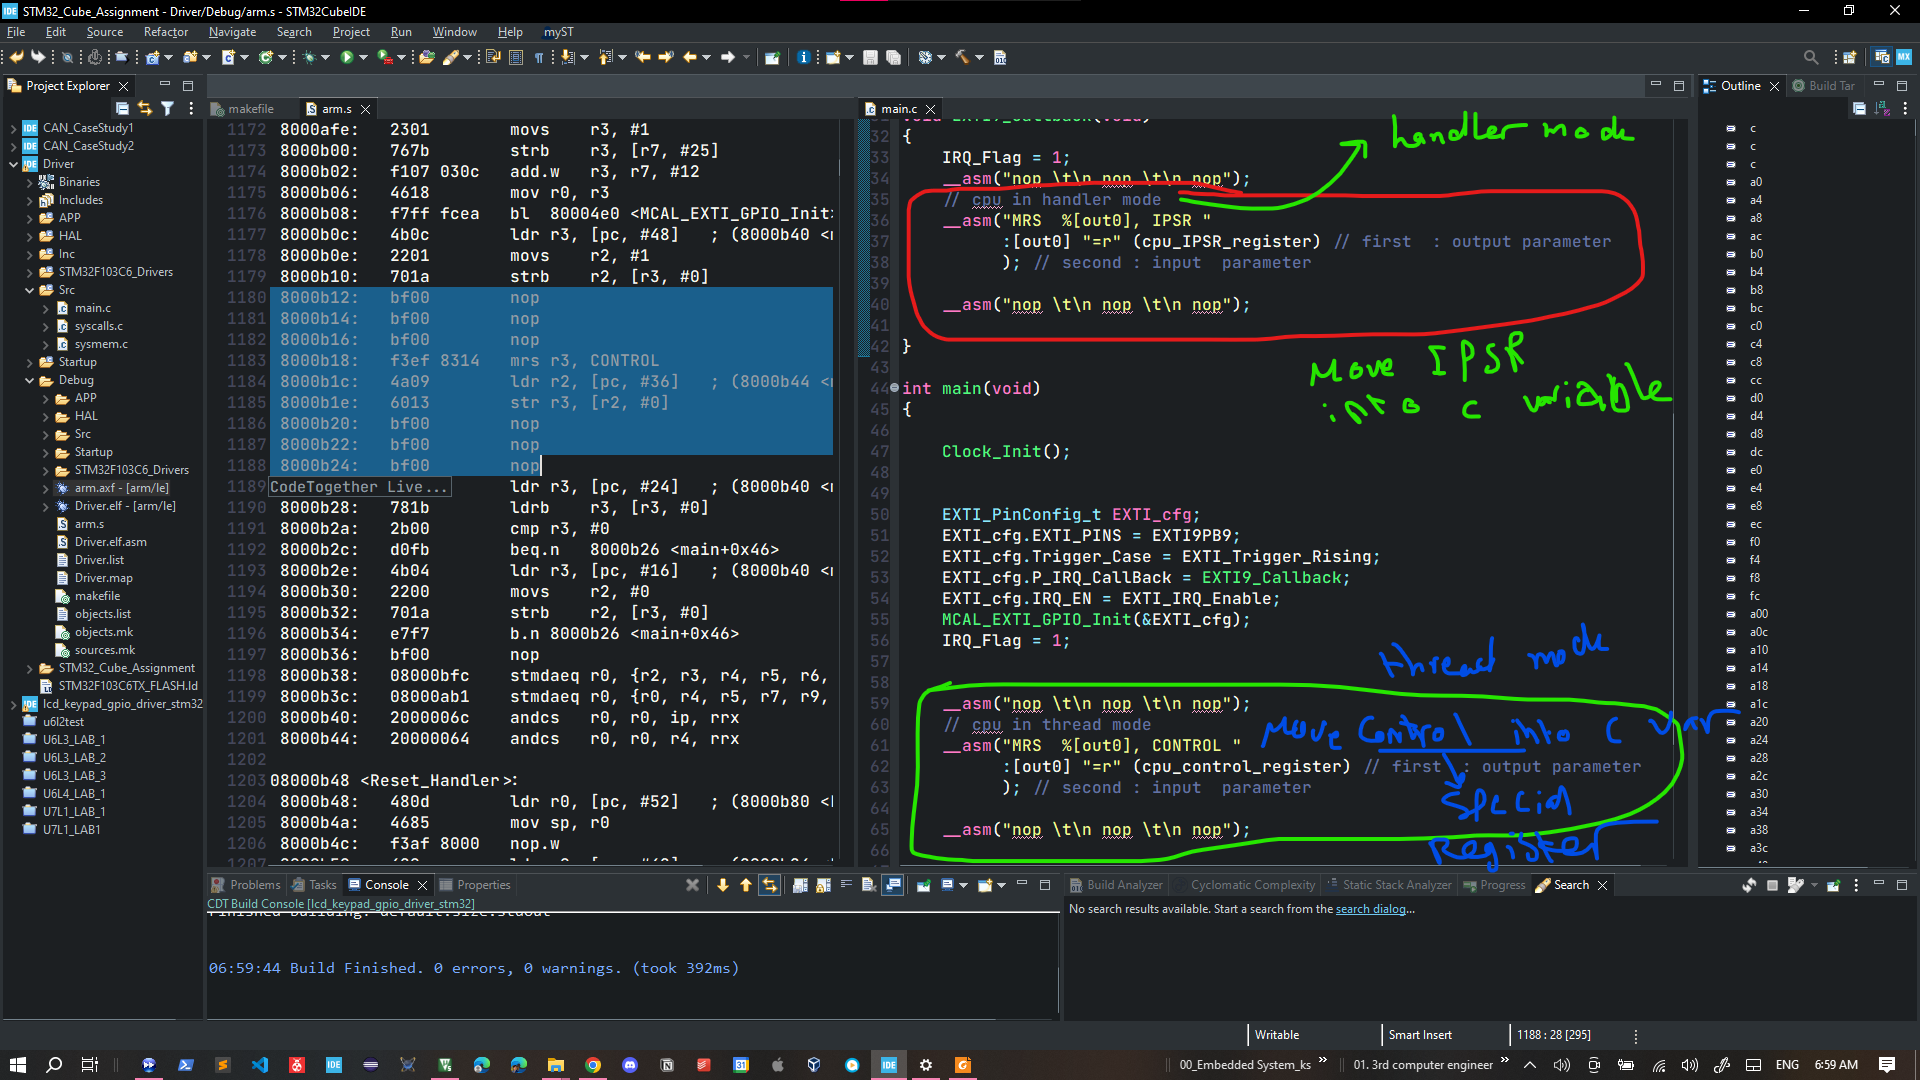 STM32_Cube_Assignment - Driver/Debug/arm.s - STM32CubeIDE
File Edit Source Refactor Navigate Search Project Run Window Help myST
Project Explorer
CAN_CaseStudy1
CAN_CaseStudy2
Driver
Binaries
Includes
APP
HAL
Inc
STM32F103C6_Drivers
Src
main.c
syscalls.c
sysmem.c
Startup
Debug
APP
HAL
Src
Startup
STM32F103C6_Drivers
arm.axf - [arm/le]
Driver.elf - [arm/le]
arm.s
Driver.elf.asm
Driver.list
Driver.map
makefile
objects.list
objects.mk
sources.mk
STM32_Cube_Assignment
STM32F103C6TX_FLASH.ld
lcd_keypad_gpio_driver_stm32
u6l2test
U6L3_LAB_1
U6L3_LAB_2
U6L3_LAB_3
U6L4_LAB_1
U7L1_LAB_1
U7L1_LAB1
makefile
arm.s
1172 8000afe: 2301 movs r3, #1
1173 8000b00: 767b strb r3, [r7, #25]
1174 8000b02: f107 030c add.w r3, r7, #12
1175 8000b06: 4618 mov r0, r3
1176 8000b08: f7ff fcea bl 80004e0 <MCAL_EXTI_GPIO_Init>
1177 8000b0c: 4b0c ldr r3, [pc, #48] ; (8000b40 <r
1178 8000b0e: 2201 movs r2, #1
1179 8000b10: 701a strb r2, [r3, #0]
1180 8000b12: bf00 nop
1181 8000b14: bf00 nop
1182 8000b16: bf00 nop
1183 8000b18: f3ef 8314 mrs r3, CONTROL
1184 8000b1c: 4a09 ldr r2, [pc, #36] ; (8000b44 <r
1185 8000b1e: 6013 str r3, [r2, #0]
1186 8000b20: bf00 nop
1187 8000b22: bf00 nop
1188 8000b24: bf00 nop
1189 CodeTogether Live... ldr r3, [pc, #24] ; (8000b40 <r
1190 8000b28: 781b ldrb r3, [r3, #0]
1191 8000b2a: 2b00 cmp r3, #0
1192 8000b2c: d0fb beq.n 8000b26 <main+0x46>
1193 8000b2e: 4b04 ldr r3, [pc, #16] ; (8000b40 <r
1194 8000b30: 2200 movs r2, #0
1195 8000b32: 701a strb r2, [r3, #0]
1196 8000b34: e7f7 b.n 8000b26 <main+0x46>
1197 8000b36: bf00 nop
1198 8000b38: 08000bfc stmdaeq r0, {r2, r3, r4, r5, r6,
1199 8000b3c: 08000ab1 stmdaeq r0, {r0, r4, r5, r7, r9,
1200 8000b40: 2000006c andcs r0, r0, ip, rrx
1201 8000b44: 20000064 andcs r0, r0, r4, rrx
1202
1203 08000b48 <Reset_Handler>:
1204 8000b48: 480d ldr r0, [pc, #52] ; (8000b80 <l
1205 8000b4a: 4685 mov sp, r0
1206 8000b4c: f3af 8000 nop.w
main.c
void EXTI9_Callback(void)
32 {
33 IRQ_Flag = 1;
34 __asm("nop \t\n nop \t\n nop");
35 // cpu in handler mode
36 __asm("MRS %[out0], IPSR "
37 :[out0] "=r" (cpu_IPSR_register) // first : output parameter
38 ); // second : input parameter
39
40 __asm("nop \t\n nop \t\n nop");
41
42 }
43
44 int main(void)
45 {
46
47 Clock_Init();
48
49
50 EXTI_PinConfig_t EXTI_cfg;
51 EXTI_cfg.EXTI_PINS = EXTI9PB9;
52 EXTI_cfg.Trigger_Case = EXTI_Trigger_Rising;
53 EXTI_cfg.P_IRQ_CallBack = EXTI9_Callback;
54 EXTI_cfg.IRQ_EN = EXTI_IRQ_Enable;
55 MCAL_EXTI_GPIO_Init(&EXTI_cfg);
56 IRQ_Flag = 1;
57
58
59 __asm("nop \t\n nop \t\n nop");
60 // cpu in thread mode
61 __asm("MRS %[out0], CONTROL "
62 :[out0] "=r" (cpu_control_register) // first : output parameter
63 ); // second : input parameter
64
65 __asm("nop \t\n nop \t\n nop");
66
handler mode
Move IPSR
into c variable
thread mode
Move Control into C Var
Special
Register
Outline
Build Tar
c
c
c
a0
a4
a8
ac
b0
b4
b8
bc
c0
c4
c8
cc
d0
d4
d8
dc
e0
e4
e8
ec
f0
f4
f8
fc
a00
a0c
a10
a14
a18
a1c
a20
a24
a28
a2c
a30
a34
a38
a3c
Problems Tasks Console Properties
CDT Build Console [lcd_keypad_gpio_driver_stm32]
Finished building: default.size.stdout
06:59:44 Build Finished. 0 errors, 0 warnings. (took 392ms)
Build Analyzer Cyclomatic Complexity Static Stack Analyzer Progress Search
No search results available. Start a search from the search dialog...
Writable Smart Insert 1188 : 28 [295]
00_Embedded System_ks 01. 3rd computer engineer ENG 6:59 AM